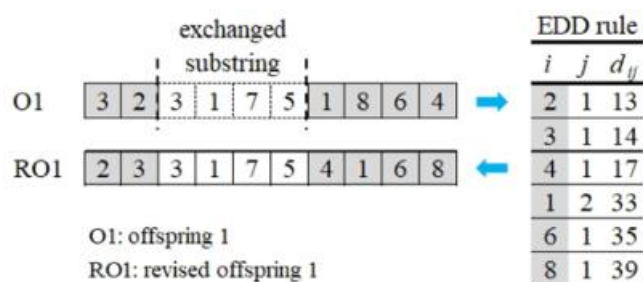 exchanged
substring
EDD rule
i j d_ij
O1 3 2 3 1 7 5 1 8 6 4
2 1 13
3 1 14
RO1 2 3 3 1 7 5 4 1 6 8
4 1 17
1 2 33
O1: offspring 1
6 1 35
RO1: revised offspring 1
8 1 39